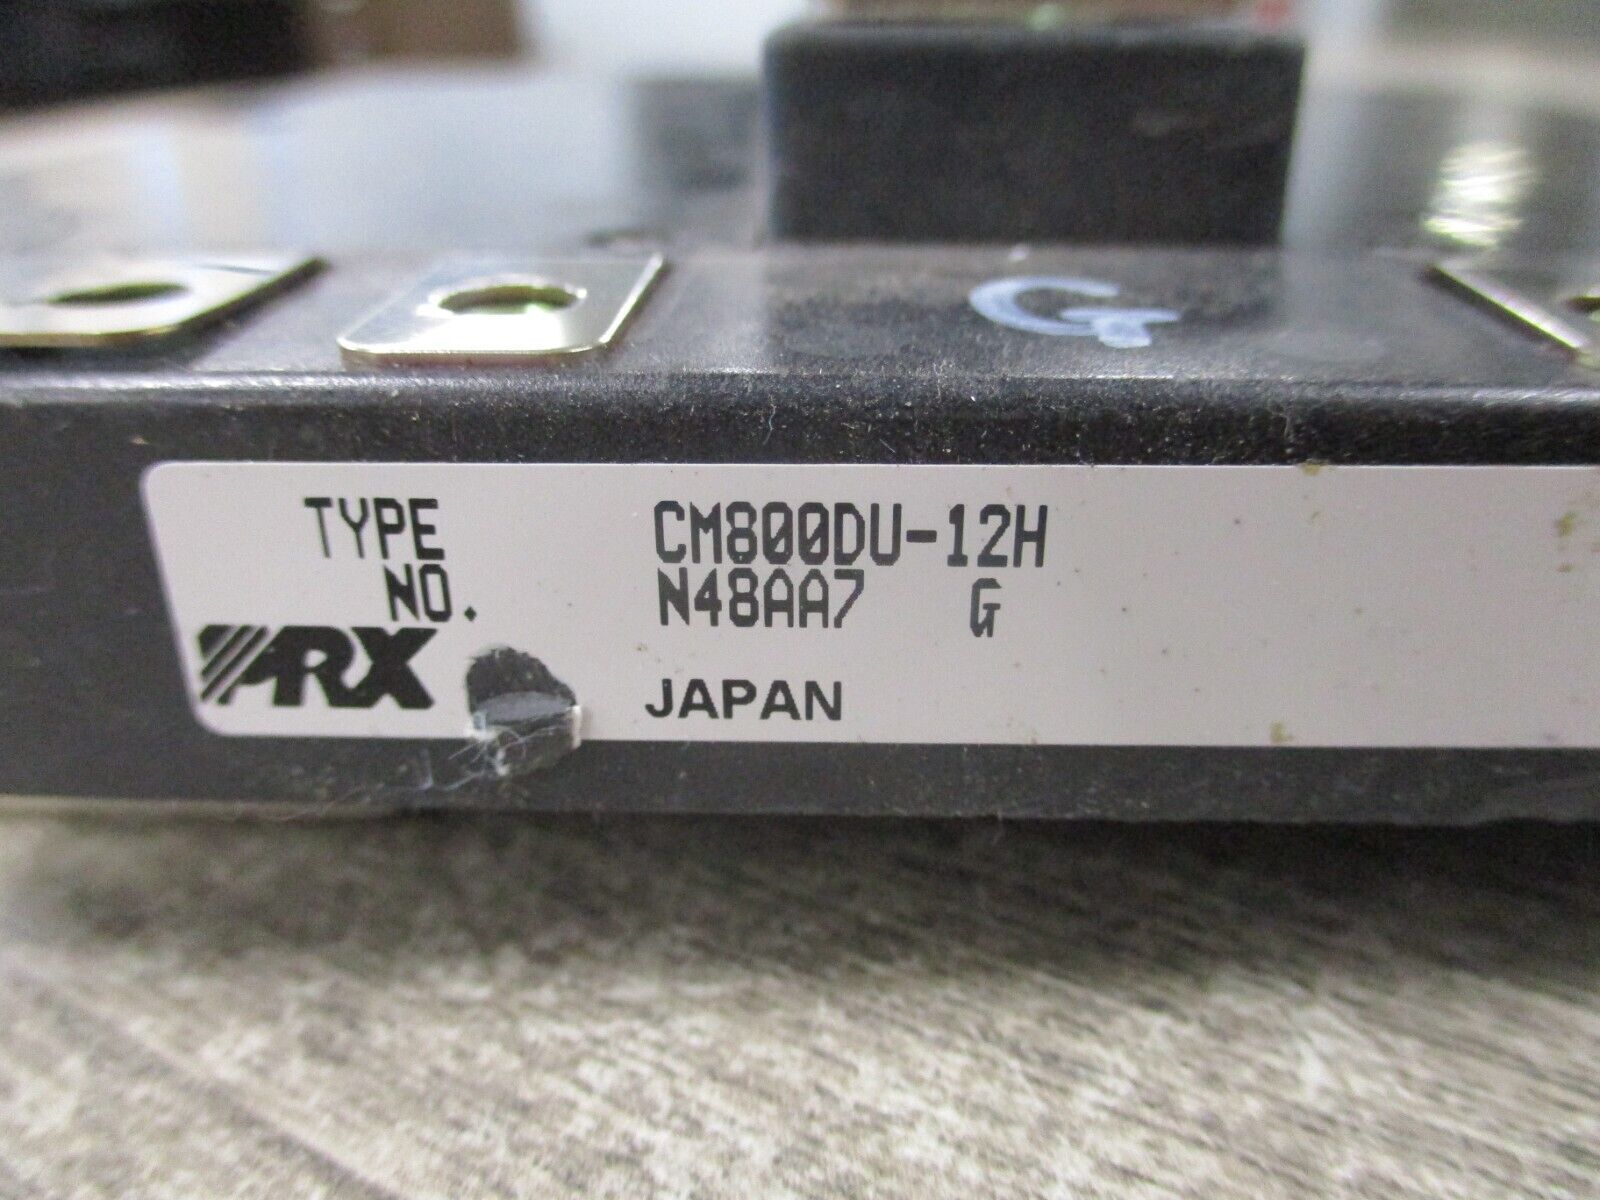 G
TYPE CM800DU-12H
NO. N48AA7 G
PRX JAPAN